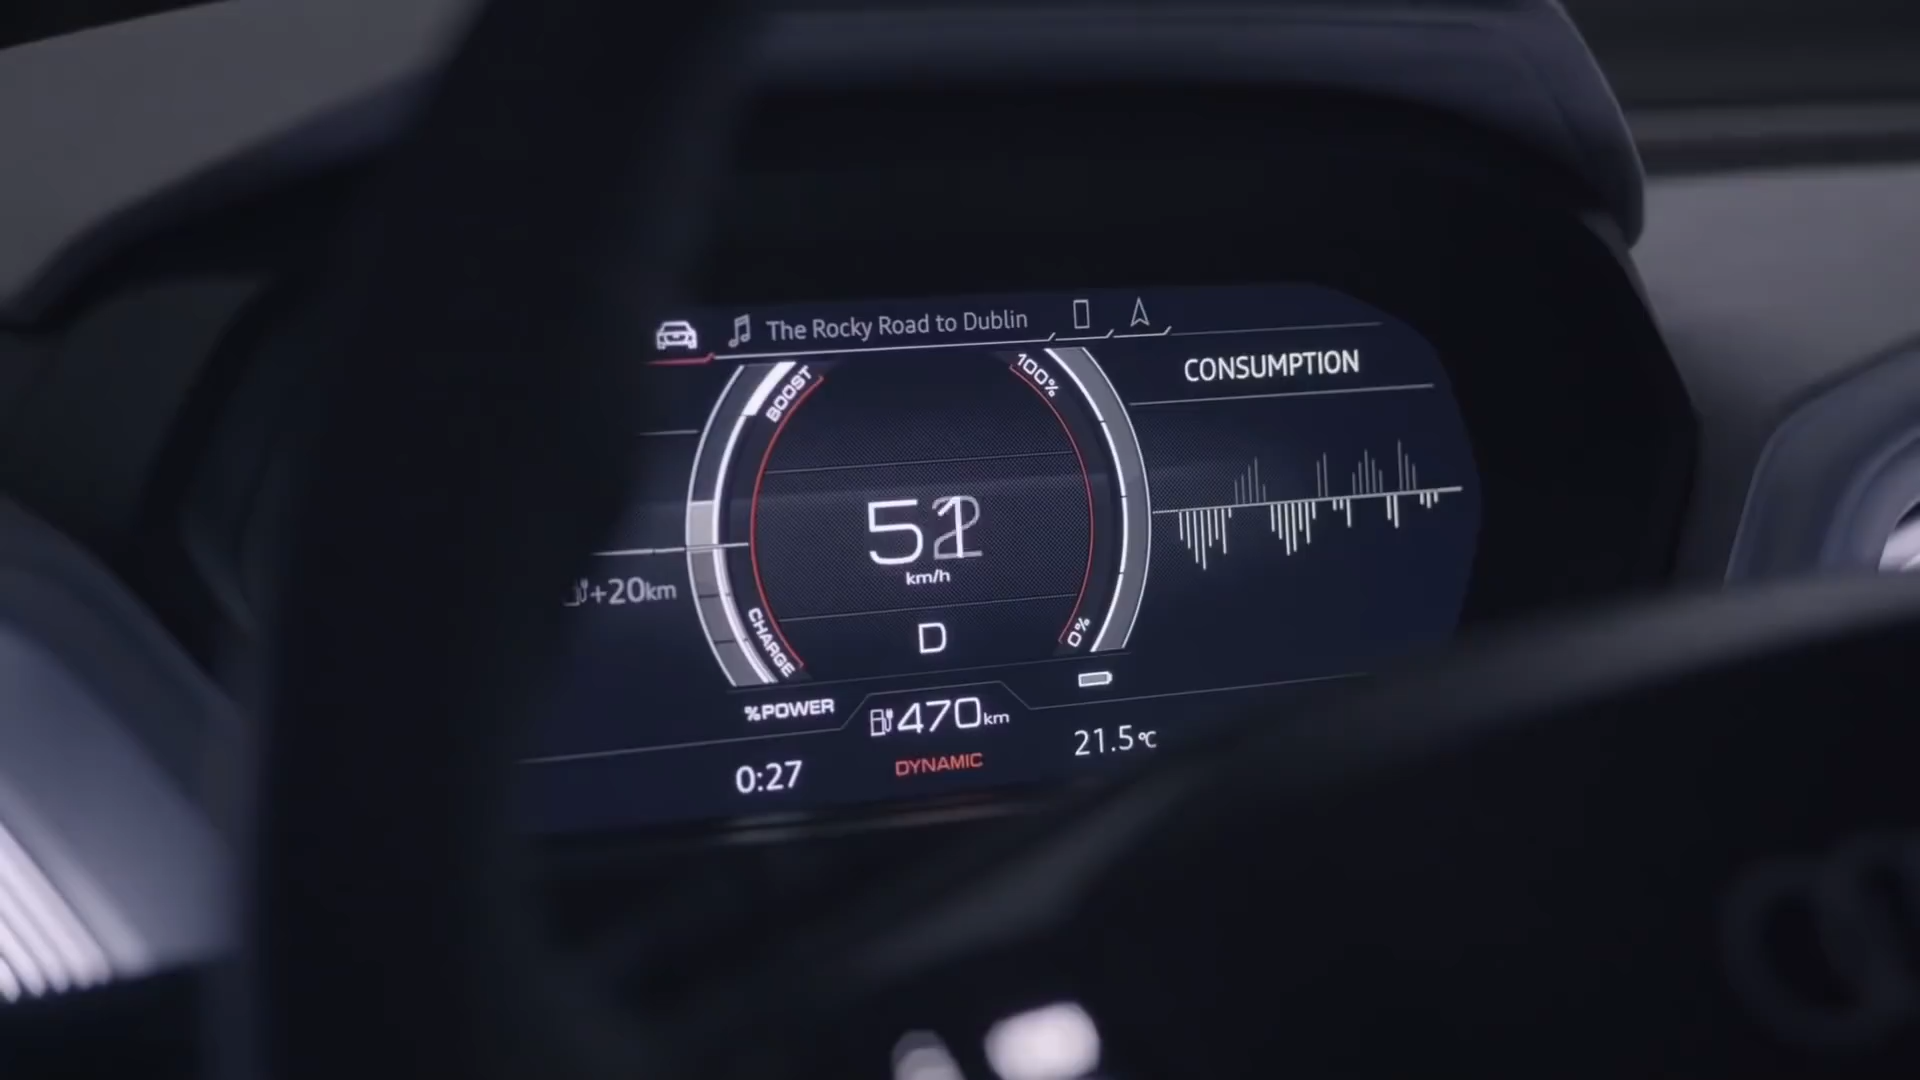 The Rocky Road to Dublin
CONSUMPTION
BOOST
100%
km/h
+20km
CHARGE
0%
D
%POWER
470km
0:27
DYNAMIC
21.5°C